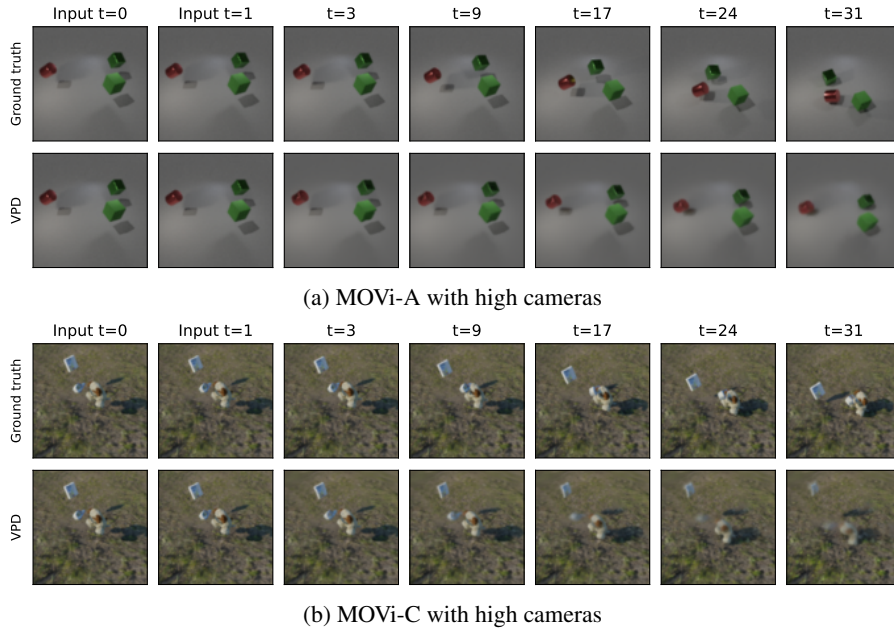 Input t=0 Input t=1 t=3 t=9 t=17 t=24 t=31
Ground truth
VPD
(a) MOVi-A with high cameras
Input t=0 Input t=1 t=3 t=9 t=17 t=24 t=31
Ground truth
VPD
(b) MOVi-C with high cameras